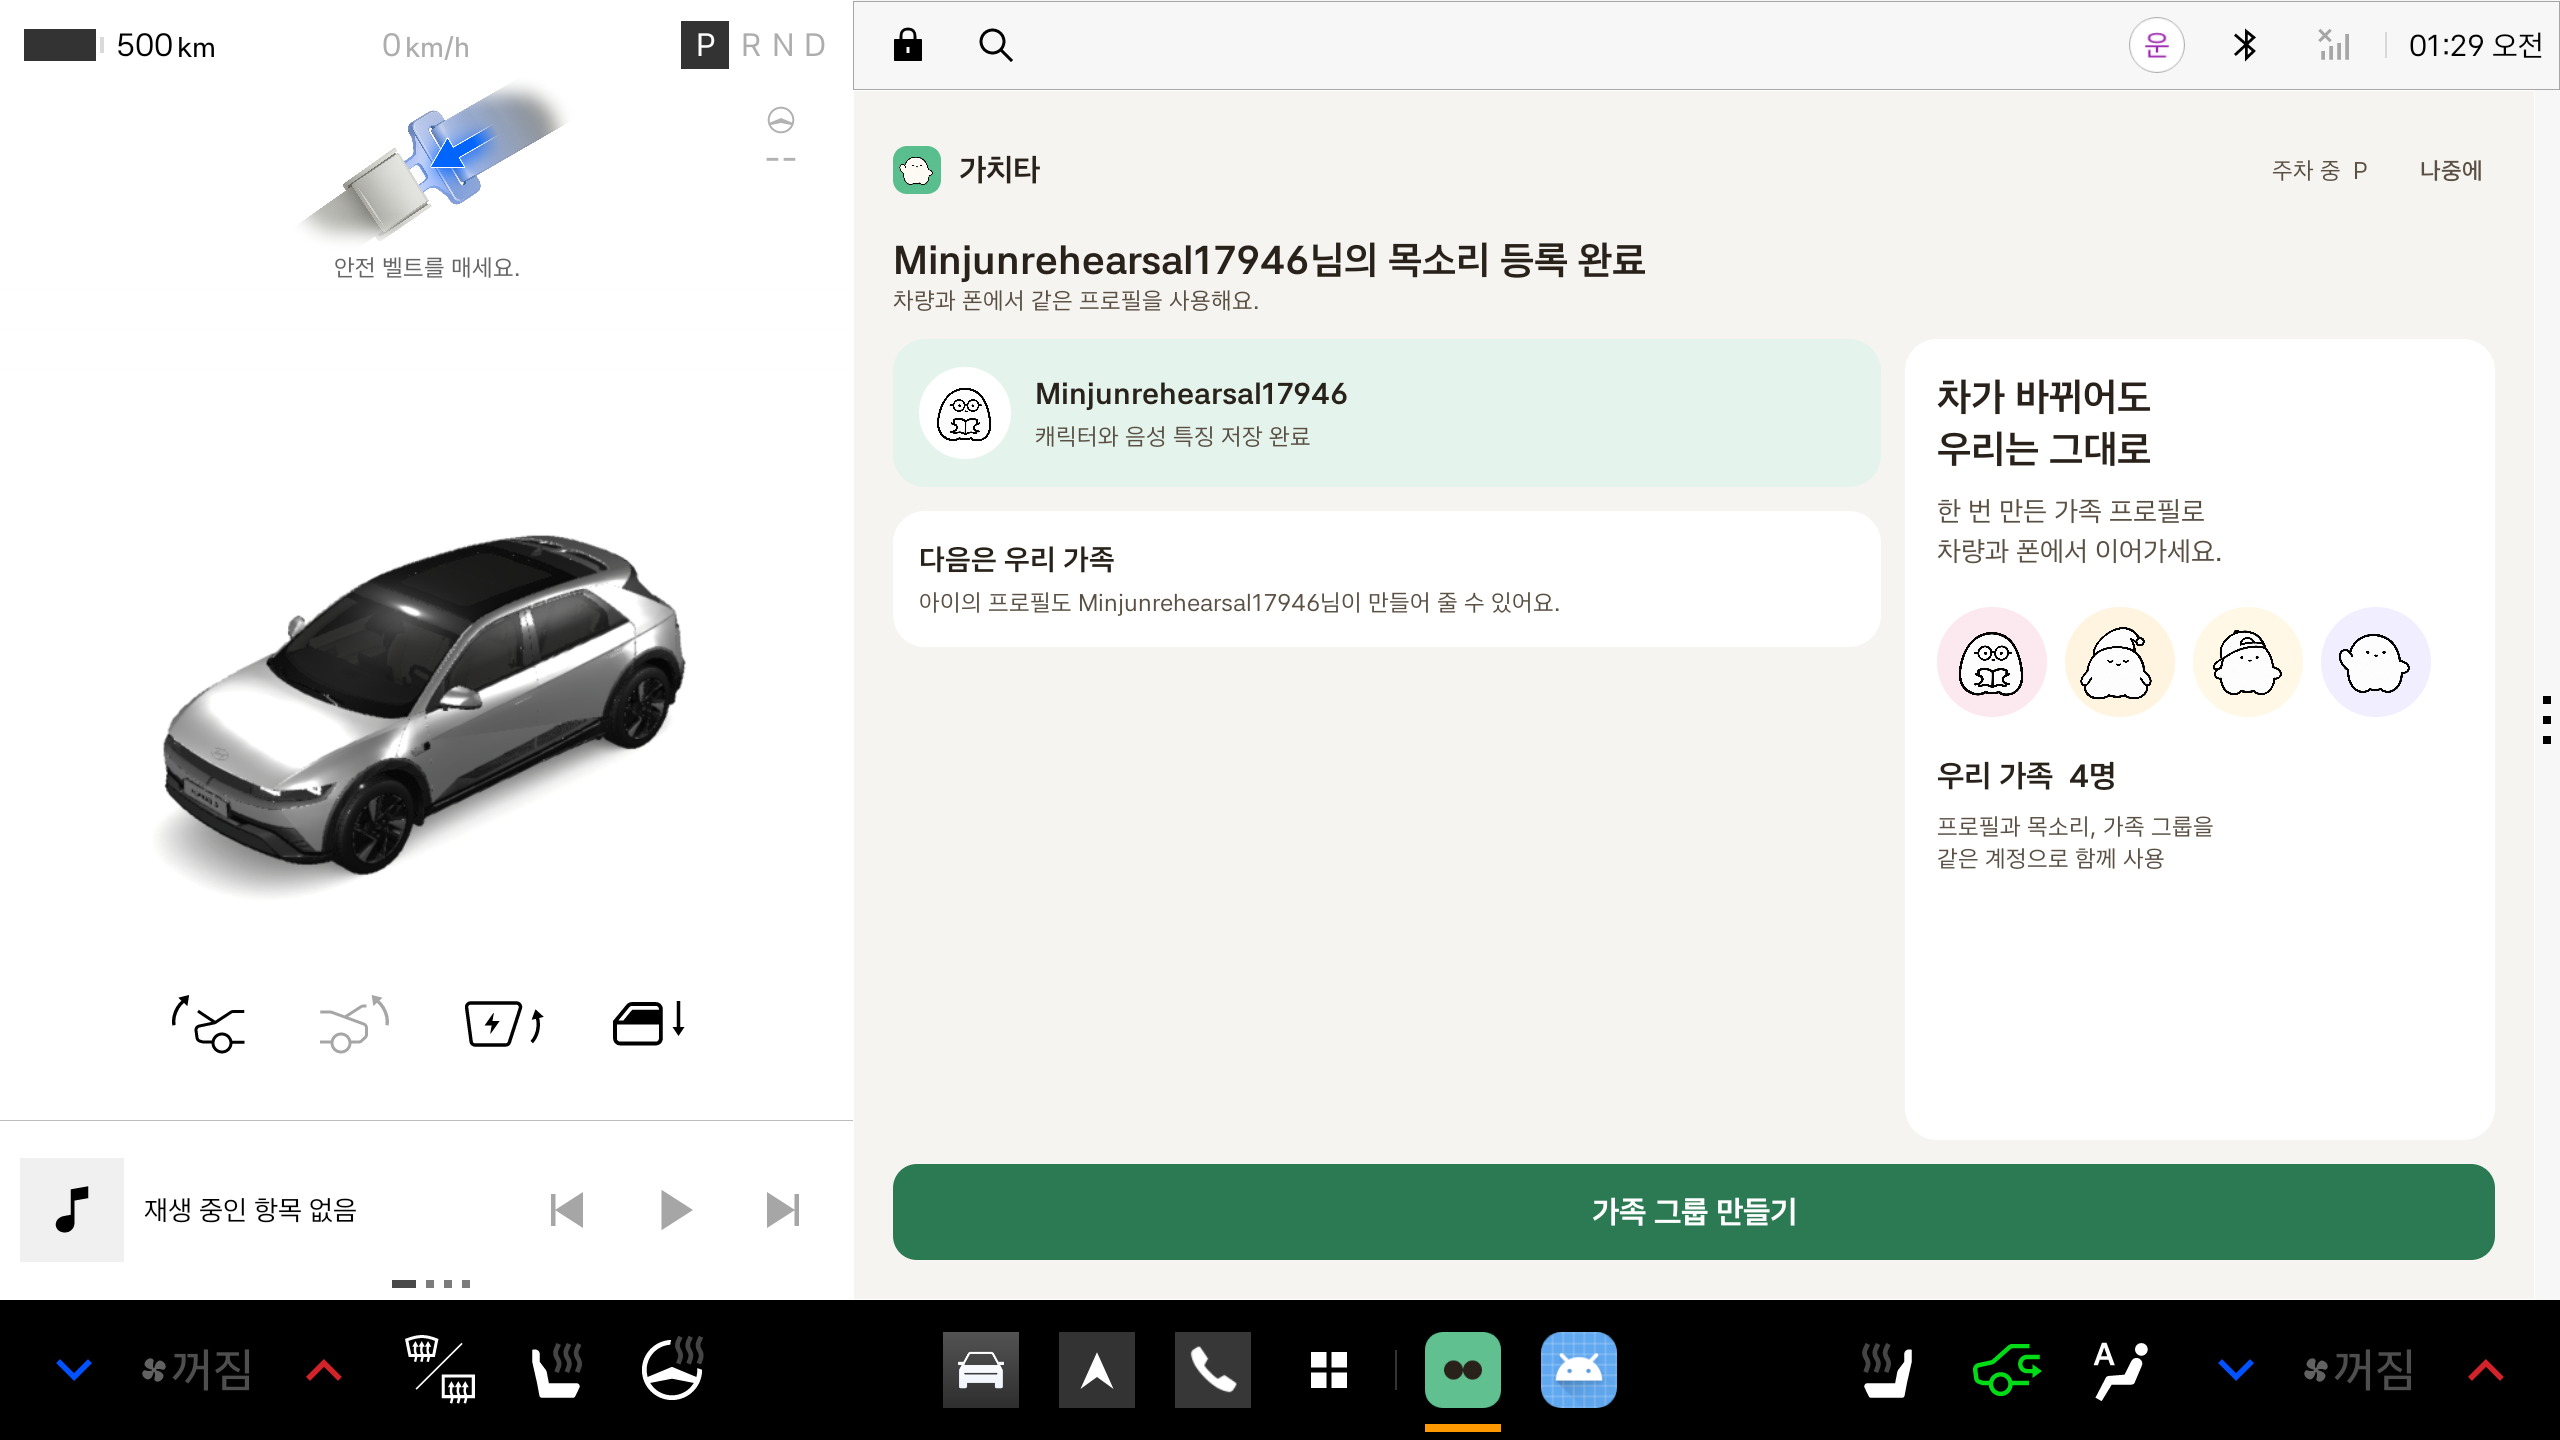 500 km
0 km/h
P R N D
--
안전 벨트를 매세요.
재생 중인 항목 없음
운
01:29 오전
가치타
주차 중 P
나중에
Minjunrehearsal17946님의 목소리 등록 완료
차량과 폰에서 같은 프로필을 사용해요.
Minjunrehearsal17946
캐릭터와 음성 특징 저장 완료
다음은 우리 가족
아이의 프로필도 Minjunrehearsal17946님이 만들어 줄 수 있어요.
차가 바뀌어도
우리는 그대로
한 번 만든 가족 프로필로
차량과 폰에서 이어가세요.
우리 가족 4명
프로필과 목소리, 가족 그룹을
같은 계정으로 함께 사용
가족 그룹 만들기
꺼짐
A
꺼짐